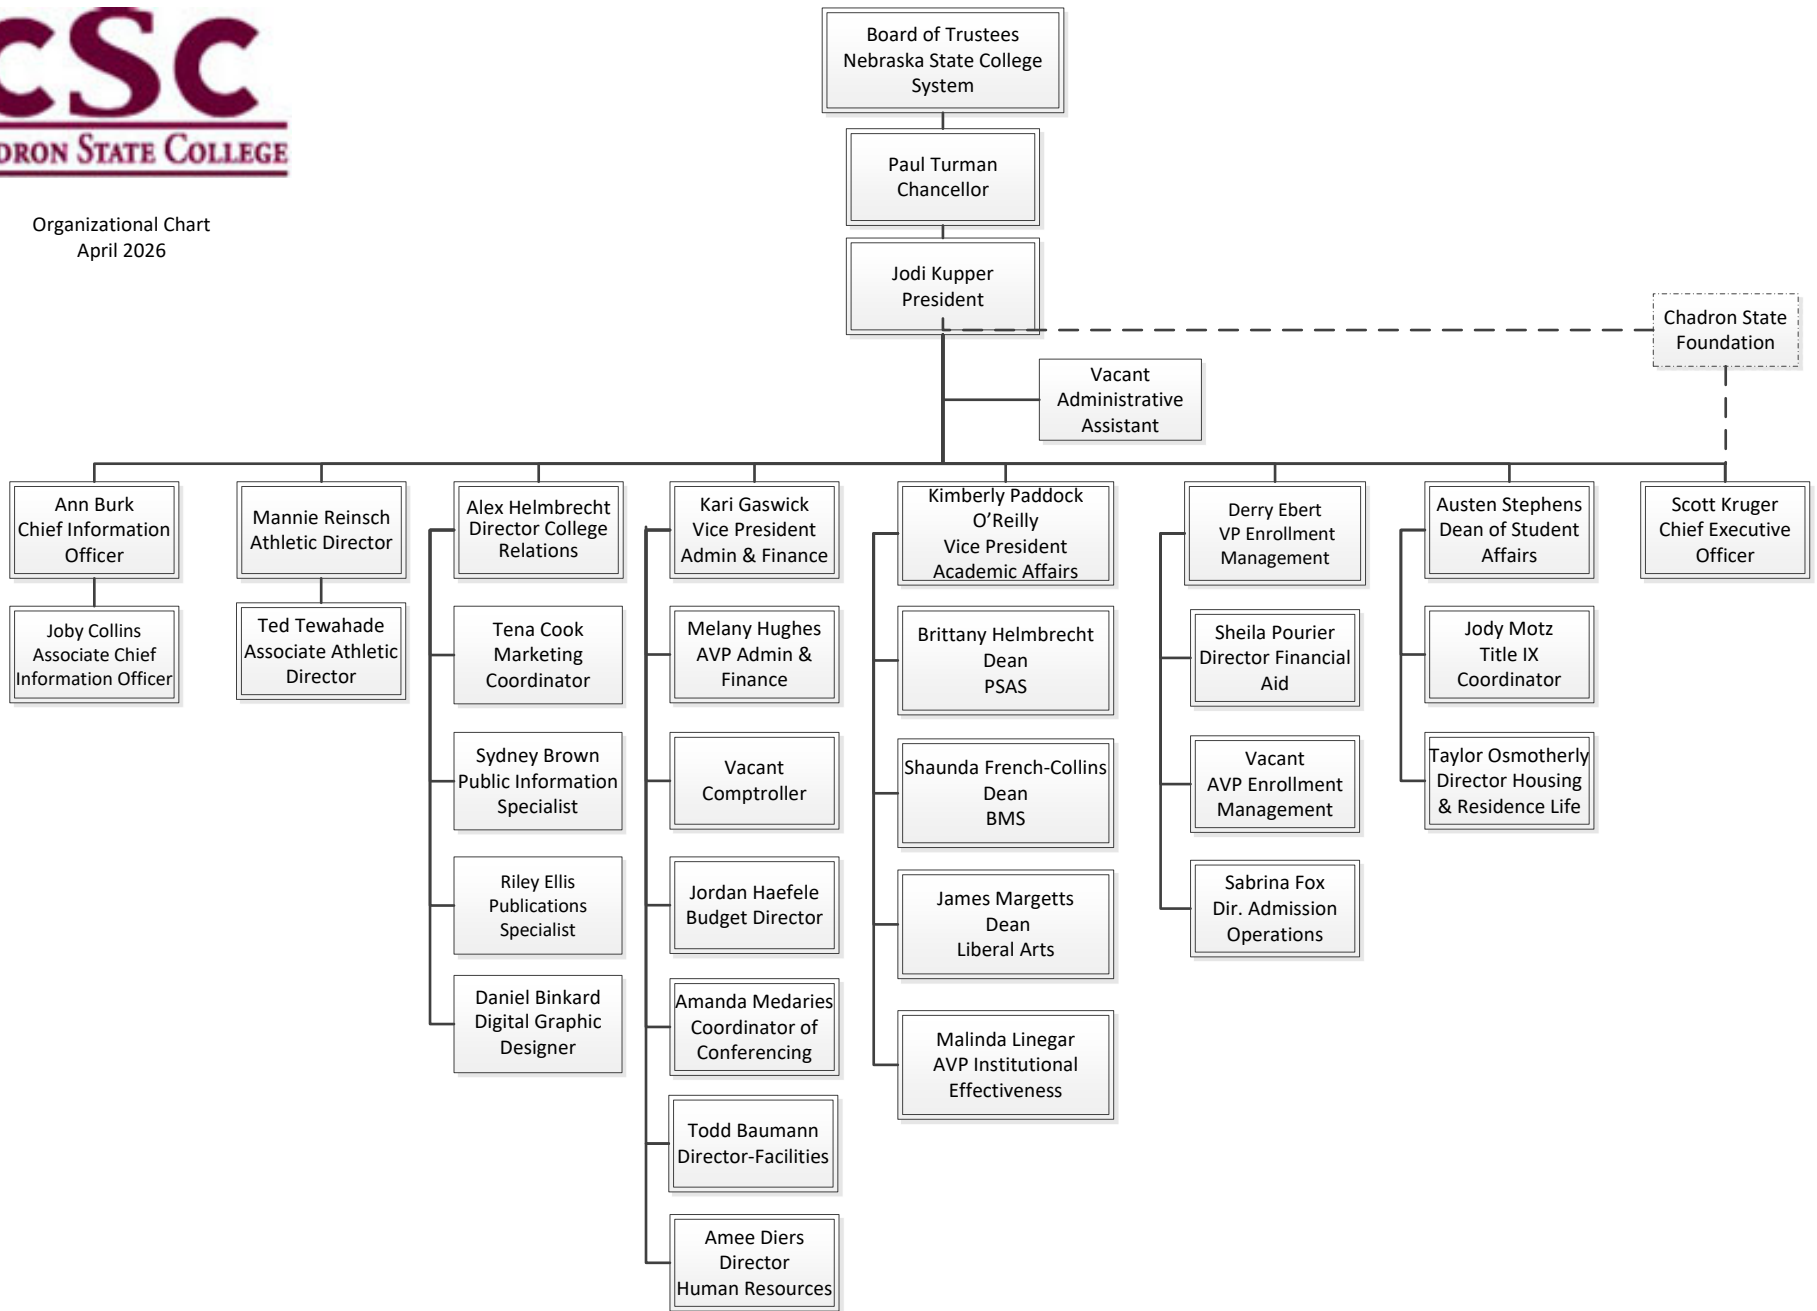 CSC
DRON STATE COLLEGE
Organizational Chart
April 2026
Board of Trustees
Nebraska State College
System
Paul Turman
Chancellor
Jodi Kupper
President
Chadron State
Foundation
Vacant
Administrative
Assistant
Ann Burk
Chief Information
Officer
Joby Collins
Associate Chief
Information Officer
Mannie Reinsch
Athletic Director
Ted Tewahade
Associate Athletic
Director
Alex Helmbrecht
Director College
Relations
Tena Cook
Marketing
Coordinator
Sydney Brown
Public Information
Specialist
Riley Ellis
Publications
Specialist
Daniel Binkard
Digital Graphic
Designer
Kari Gaswick
Vice President
Admin & Finance
Melany Hughes
AVP Admin &
Finance
Vacant
Comptroller
Jordan Haefele
Budget Director
Amanda Medaries
Coordinator of
Conferencing
Todd Baumann
Director-Facilities
Amee Diers
Director
Human Resources
Kimberly Paddock
O’Reilly
Vice President
Academic Affairs
Brittany Helmbrecht
Dean
PSAS
Shaunda French-Collins
Dean
BMS
James Margetts
Dean
Liberal Arts
Malinda Linegar
AVP Institutional
Effectiveness
Derry Ebert
VP Enrollment
Management
Sheila Pourier
Director Financial
Aid
Vacant
AVP Enrollment
Management
Sabrina Fox
Dir. Admission
Operations
Austen Stephens
Dean of Student
Affairs
Jody Motz
Title IX
Coordinator
Taylor Osmotherly
Director Housing
& Residence Life
Scott Kruger
Chief Executive
Officer